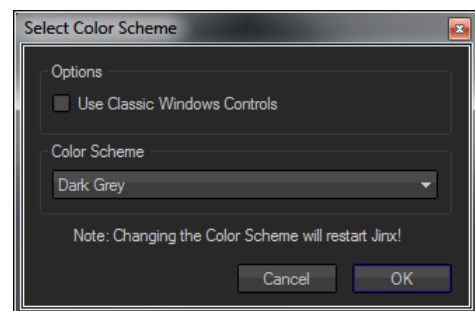 Select Color Scheme
Options
Use Classic Windows Controls
Color Scheme
Dark Grey
Note: Changing the Color Scheme will restart Jinx!
Cancel OK